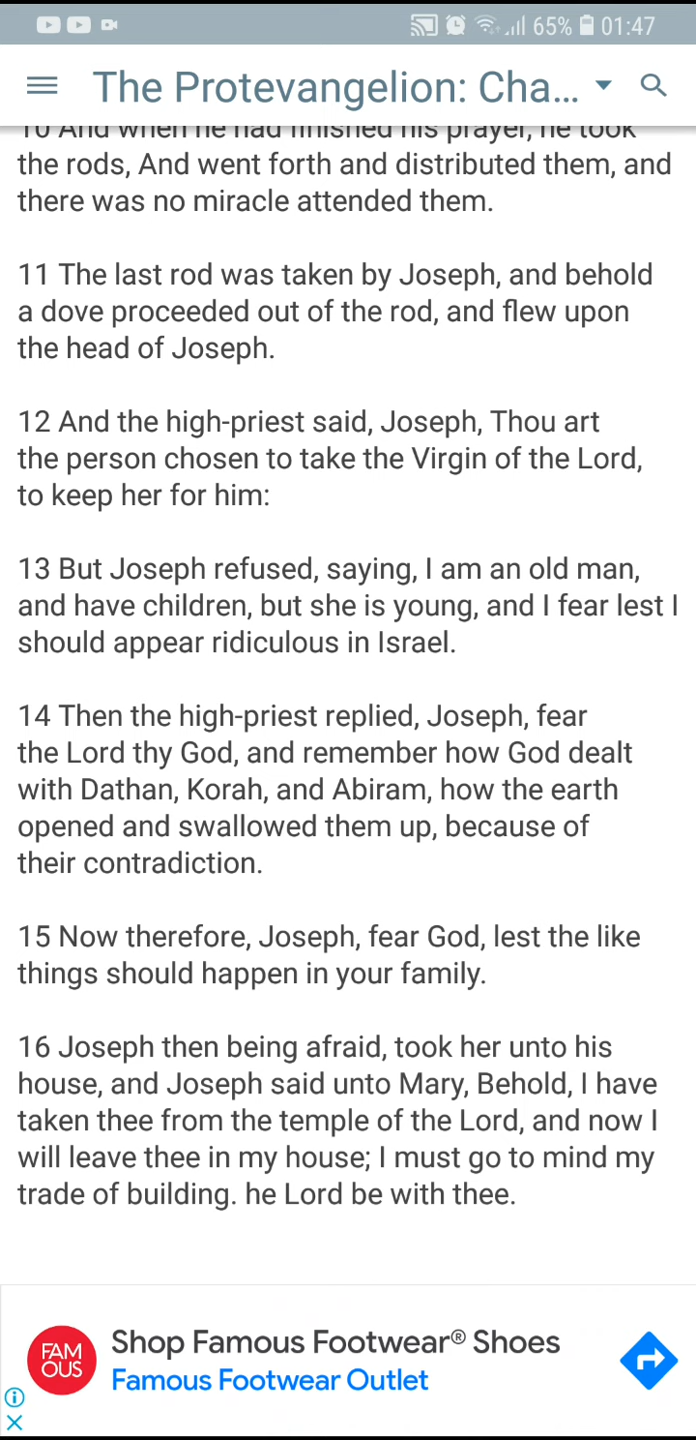 65% 01:47
The Protevangelion: Cha...
10 And when he had finished his prayer, he took
the rods, And went forth and distributed them, and
there was no miracle attended them.
11 The last rod was taken by Joseph, and behold
a dove proceeded out of the rod, and flew upon
the head of Joseph.
12 And the high-priest said, Joseph, Thou art
the person chosen to take the Virgin of the Lord,
to keep her for him:
13 But Joseph refused, saying, I am an old man,
and have children, but she is young, and I fear lest I
should appear ridiculous in Israel.
14 Then the high-priest replied, Joseph, fear
the Lord thy God, and remember how God dealt
with Dathan, Korah, and Abiram, how the earth
opened and swallowed them up, because of
their contradiction.
15 Now therefore, Joseph, fear God, lest the like
things should happen in your family.
16 Joseph then being afraid, took her unto his
house, and Joseph said unto Mary, Behold, I have
taken thee from the temple of the Lord, and now I
will leave thee in my house; I must go to mind my
trade of building. he Lord be with thee.
FAM
OUS
Shop Famous Footwear® Shoes
Famous Footwear Outlet